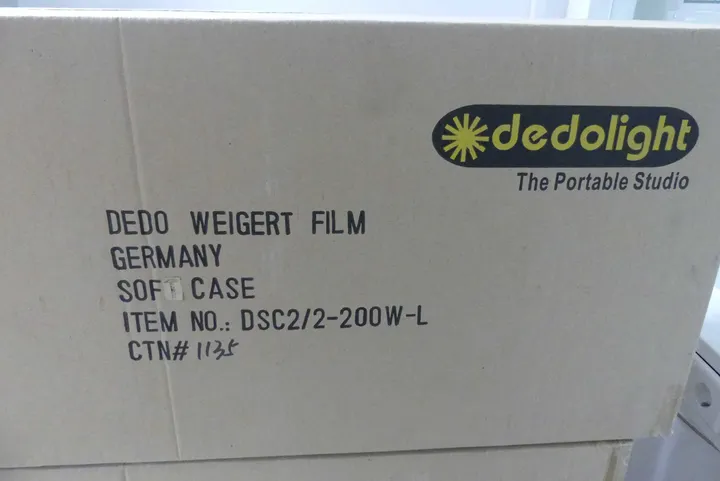 dedolight
The Portable Studio
DEDO WEIGERT FILM
GERMANY
SOFT CASE
ITEM NO.: DSC2/2-200W-L
CTN# 1135